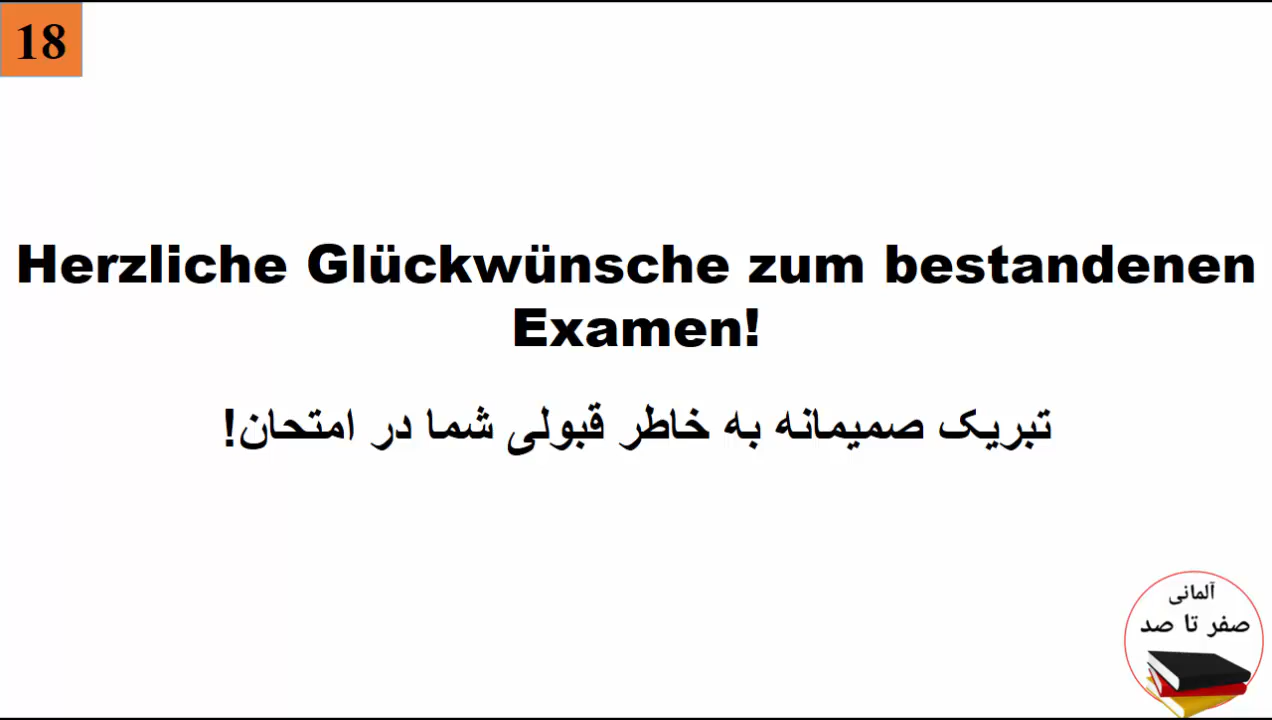 18
Herzliche Glückwünsche zum bestandenen
Examen!
تبریک صمیمانه به خاطر قبولی شما در امتحان!
آلمانی
صفر تا صد